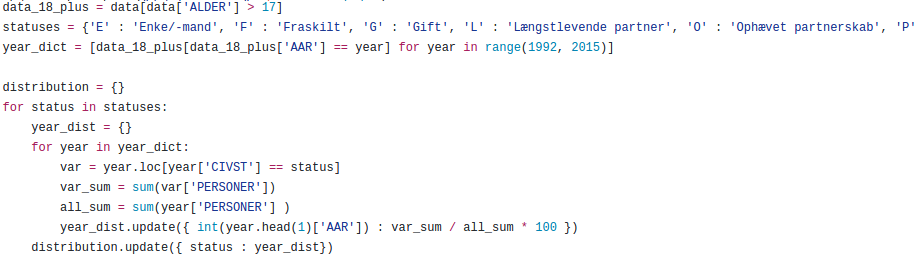 data_18_plus = data[data['ALDER'] > 17]
statuses = {'E' : 'Enke/-mand', 'F' : 'Fraskilt', 'G' : 'Gift', 'L' : 'Længstlevende partner', 'O' : 'Ophævet partnerskab', 'P'
year_dict = [data_18_plus[data_18_plus['AAR'] == year] for year in range(1992, 2015)]
distribution = {}
for status in statuses:
    year_dist = {}
    for year in year_dict:
        var = year.loc[year['CIVST'] == status]
        var_sum = sum(var['PERSONER'])
        all_sum = sum(year['PERSONER'] )
        year_dist.update({ int(year.head(1)['AAR']) : var_sum / all_sum * 100 })
    distribution.update({ status : year_dist})